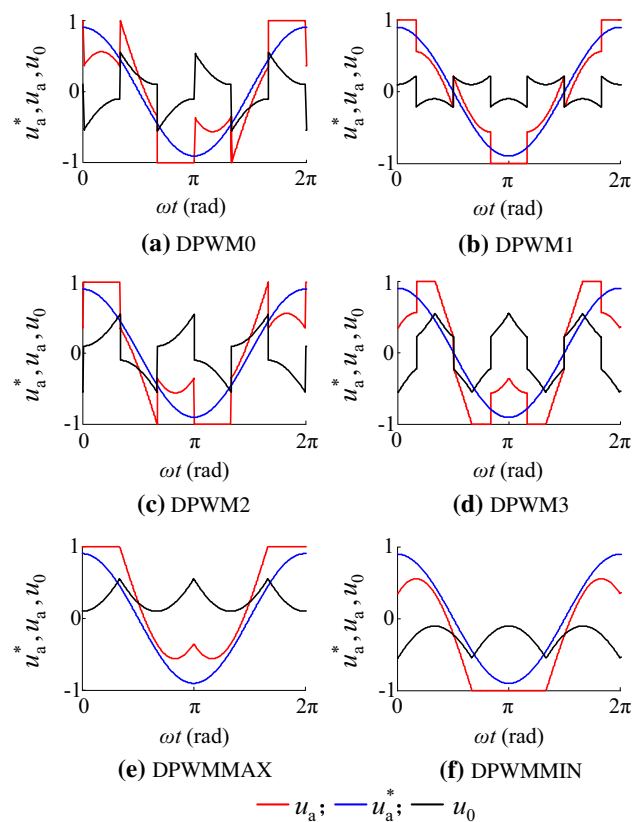 1
0
-1
0 π 2π
u*a, ua, u0
ωt (rad)
(a) DPWM0
1
0
-1
0 π 2π
u*a, ua, u0
ωt (rad)
(b) DPWM1
1
0
-1
0 π 2π
u*a, ua, u0
ωt (rad)
(c) DPWM2
1
0
-1
0 π 2π
u*a, ua, u0
ωt (rad)
(d) DPWM3
1
0
-1
0 π 2π
u*a, ua, u0
ωt (rad)
(e) DPWMMAX
1
0
-1
0 π 2π
u*a, ua, u0
ωt (rad)
(f) DPWMMIN
ua; u*a; u0